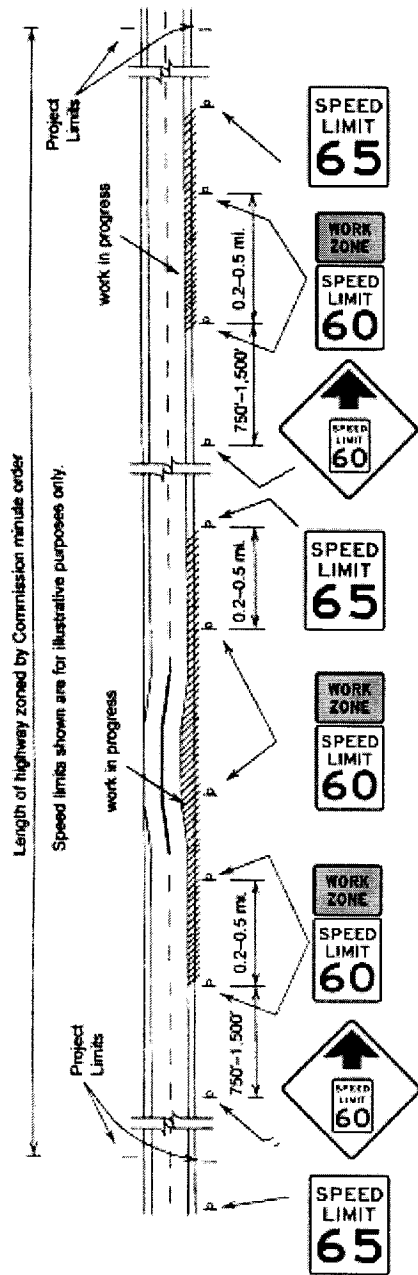 Length of highway zoned by Commission minute order
Speed limits shown are for illustrative purposes only.
Project
Limits
work in progress
0.2–0.5 mi.
750'–1,500'
0.2–0.5 mi.
work in progress
0.2–0.5 mi.
750'–1,500'
Project
Limits
SPEED
LIMIT
65
WORK
ZONE
SPEED
LIMIT
60
SPEED
LIMIT
60
SPEED
LIMIT
65
WORK
ZONE
SPEED
LIMIT
60
WORK
ZONE
SPEED
LIMIT
60
SPEED
LIMIT
60
SPEED
LIMIT
65